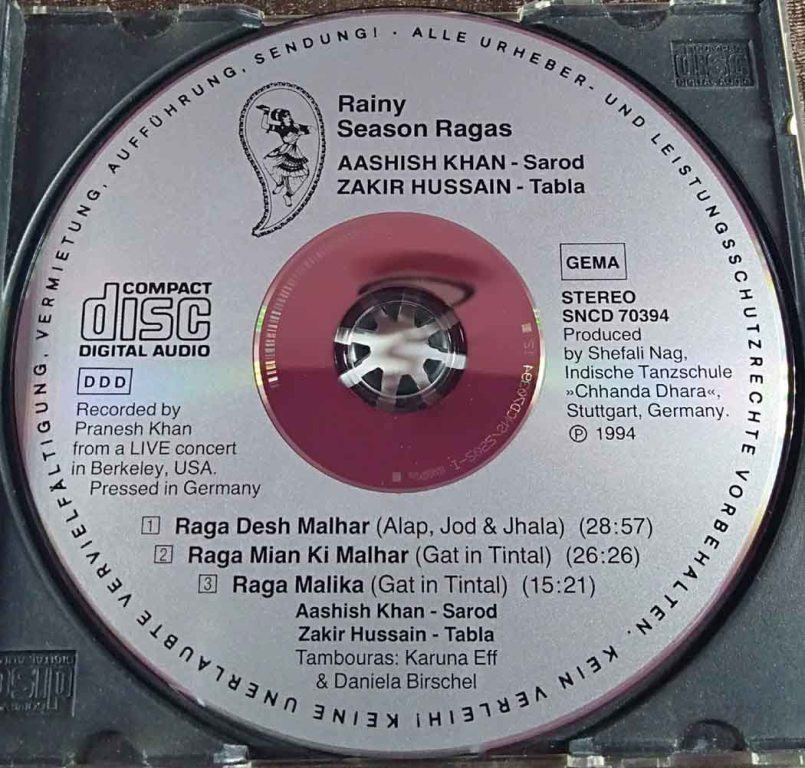 ALLE URHEBER- UND LEISTUNGSSCHUTZRECHTE VORBEHALTEN. KEIN VERLEIH! KEINE UNERLAUBTE VERVIELFÄLTIGUNG, VERMIETUNG, AUFFÜHRUNG, SENDUNG! ·
Rainy
Season Ragas
AASHISH KHAN - Sarod
ZAKIR HUSSAIN - Tabla
COMPACT
disc
DIGITAL AUDIO
DDD
Recorded by
Pranesh Khan
from a LIVE concert
in Berkeley, USA.
Pressed in Germany
GEMA
STEREO
SNCD 70394
Produced
by Shefali Nag,
Indische Tanzschule
»Chhanda Dhara«,
Stuttgart, Germany.
Ⓟ 1994
1 Raga Desh Malhar (Alap, Jod & Jhala) (28:57)
2 Raga Mian Ki Malhar (Gat in Tintal) (26:26)
3 Raga Malika (Gat in Tintal) (15:21)
Aashish Khan - Sarod
Zakir Hussain - Tabla
Tambouras: Karuna Eff
& Daniela Birschel